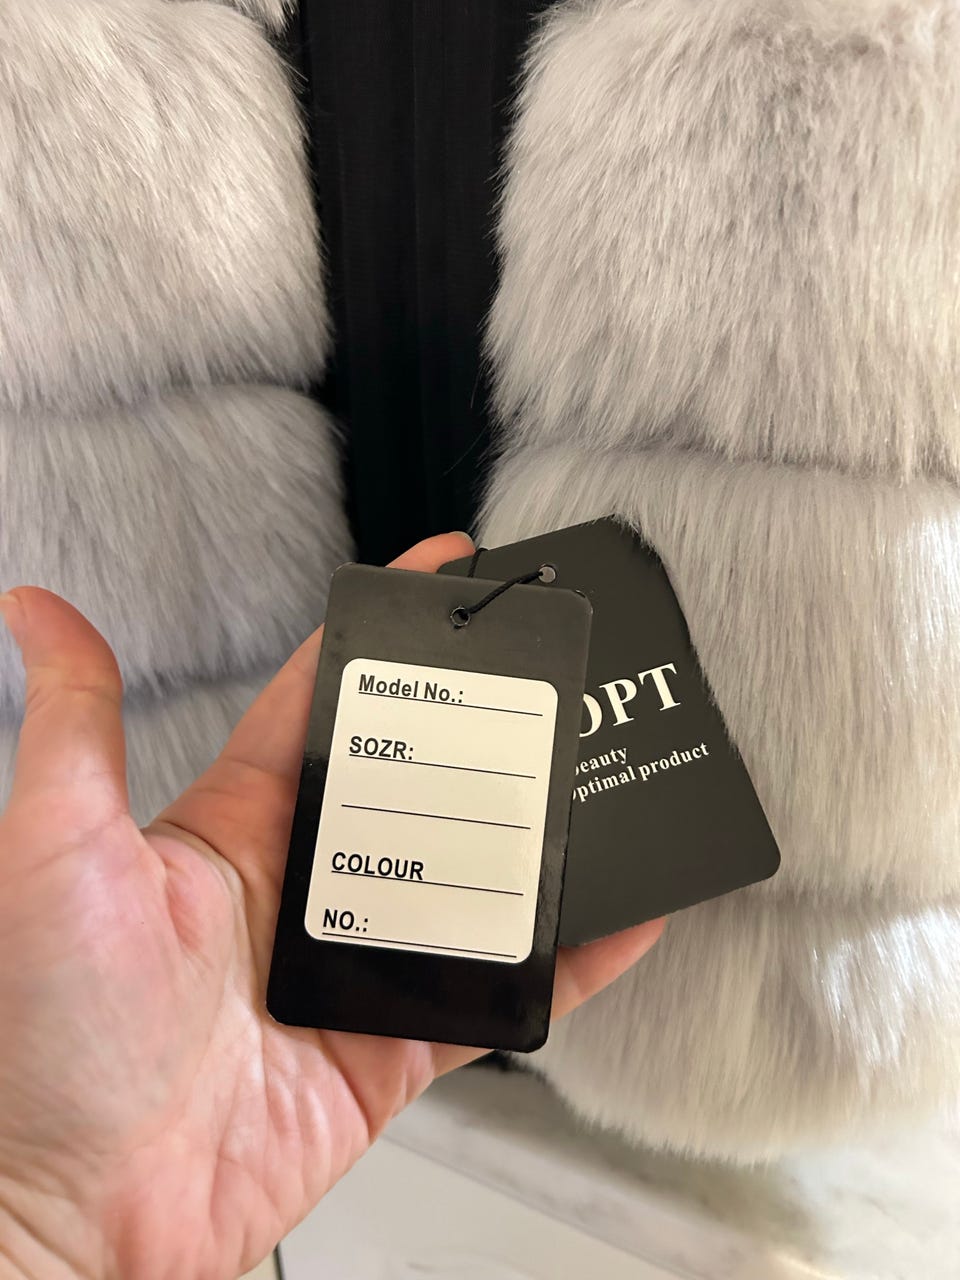 Model No.:
SOZR:
COLOUR
NO.:
OPT
beauty
optimal product